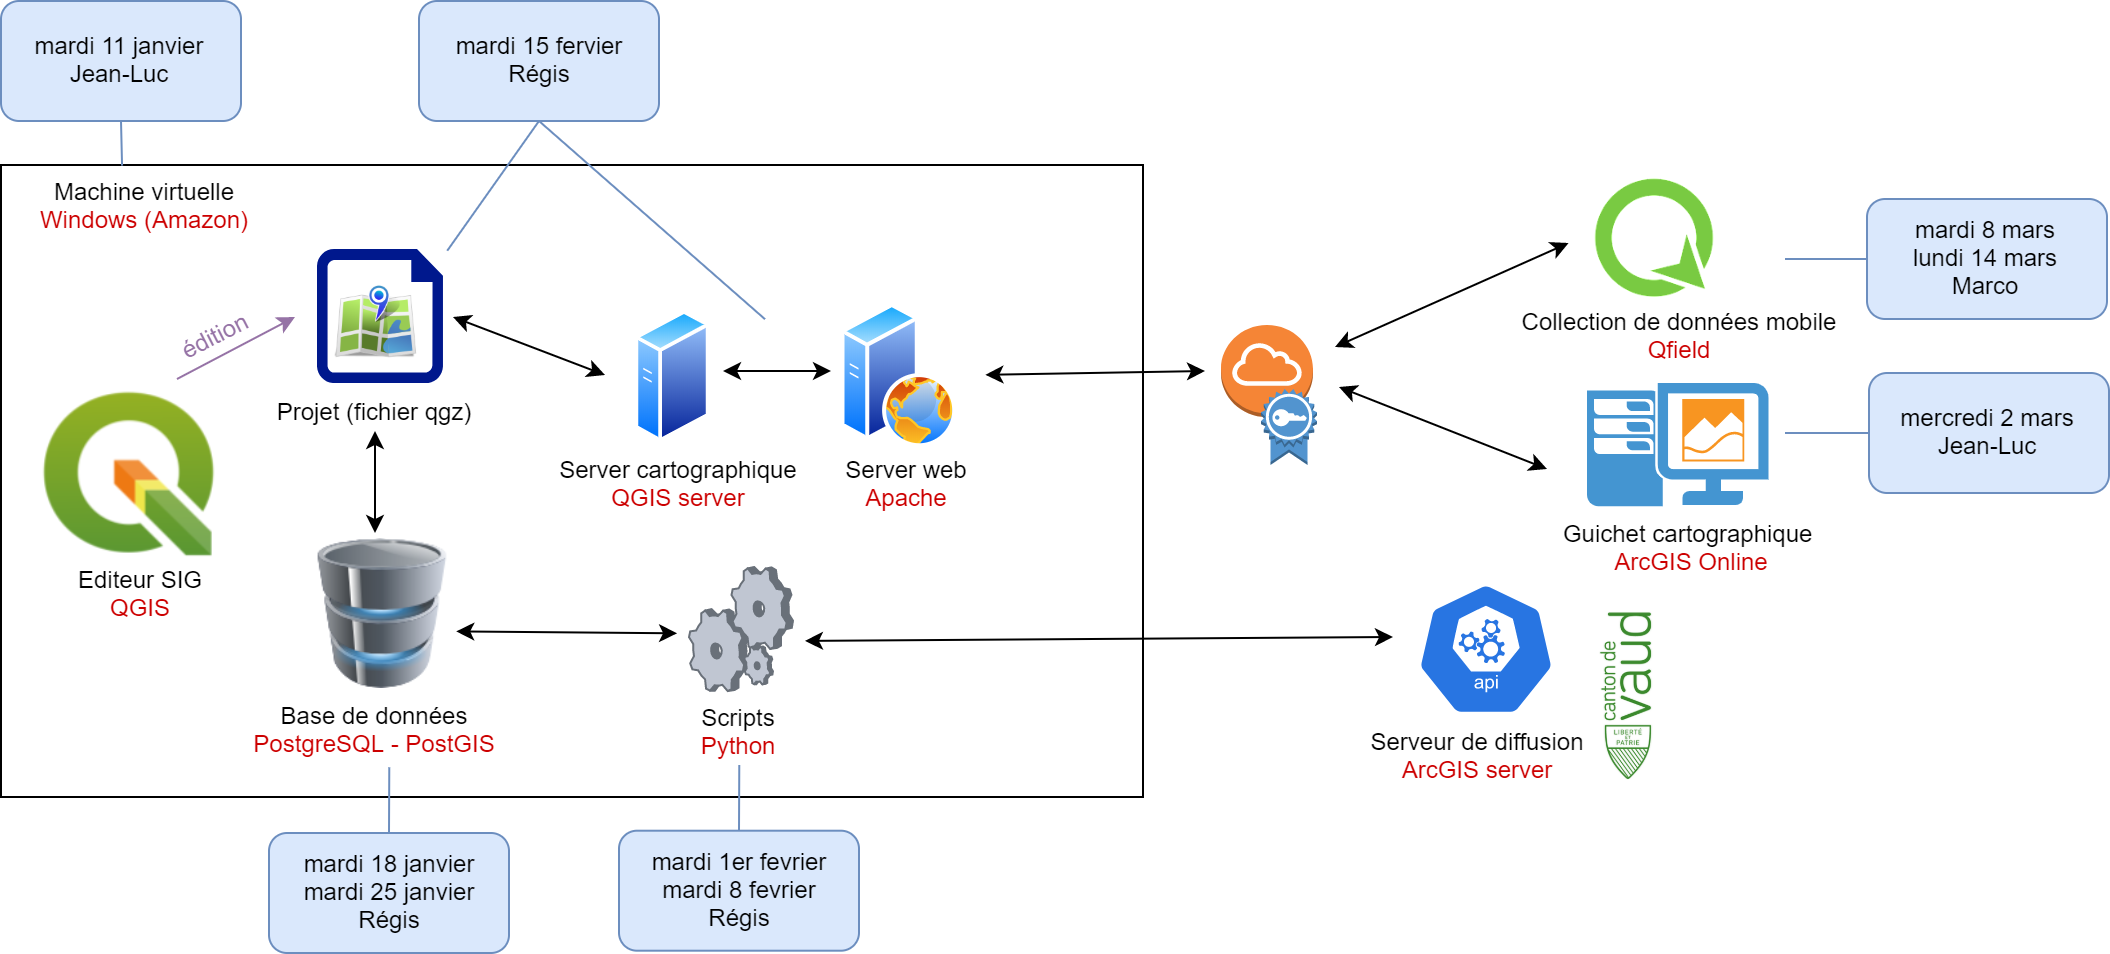 mardi 11 janvier
Jean-Luc
mardi 15 fervier
Régis
Machine virtuelle
Windows (Amazon)
édition
Projet (fichier qgz)
Server cartographique
QGIS server
Server web
Apache
Editeur SIG
QGIS
Base de données
PostgreSQL - PostGIS
Scripts
Python
mardi 18 janvier
mardi 25 janvier
Régis
mardi 1er fevrier
mardi 8 fevrier
Régis
Collection de données mobile
Qfield
mardi 8 mars
lundi 14 mars
Marco
Guichet cartographique
ArcGIS Online
mercredi 2 mars
Jean-Luc
api
Serveur de diffusion
ArcGIS server
canton de
vaud
LIBERTÉ
ET
PATRIE